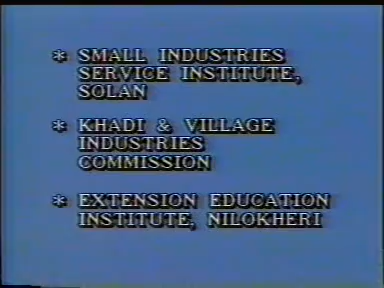 * SMALL INDUSTRIES
SERVICE INSTITUTE,
SOLAN
* KHADI & VILLAGE
INDUSTRIES
COMMISSION
* EXTENSION EDUCATION
INSTITUTE, NILOKHERI